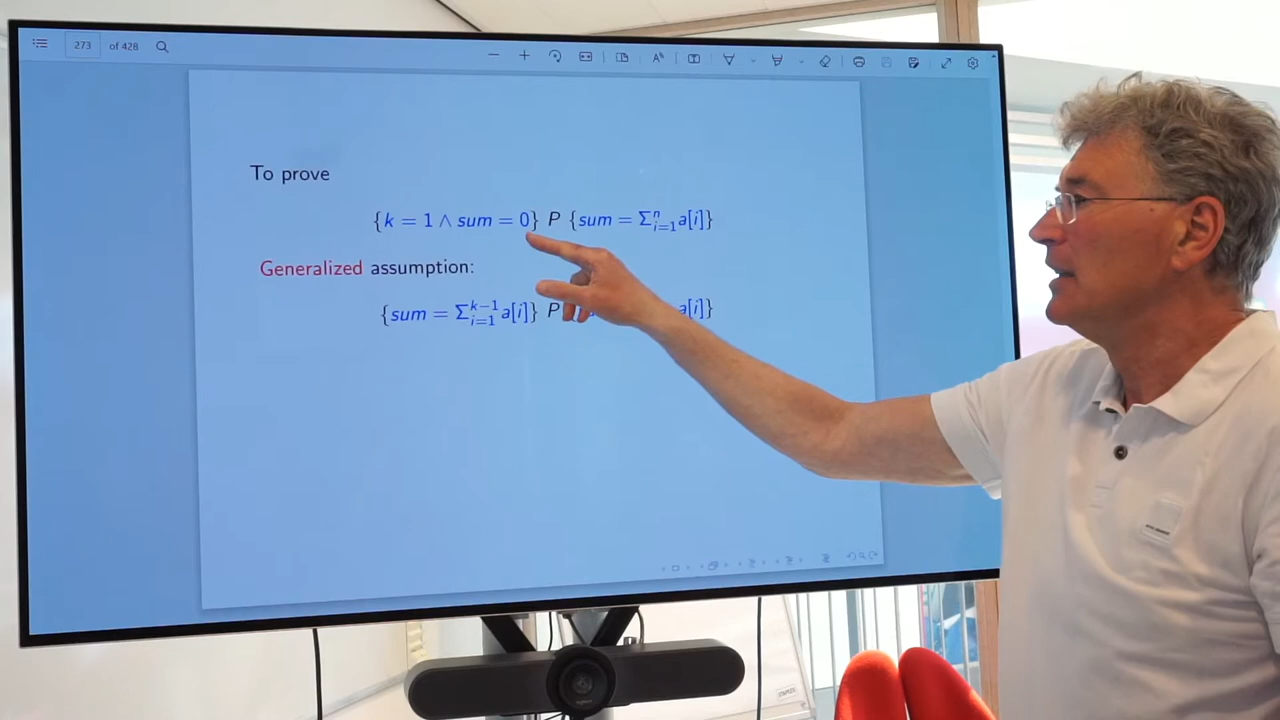 273 of 428
To prove
{k = 1 ∧ sum = 0} P {sum = Σⁿᵢ₌₁ a[i]}
Generalized assumption:
{sum = Σᵏ⁻¹ᵢ₌₁ a[i]} P { a[i]}